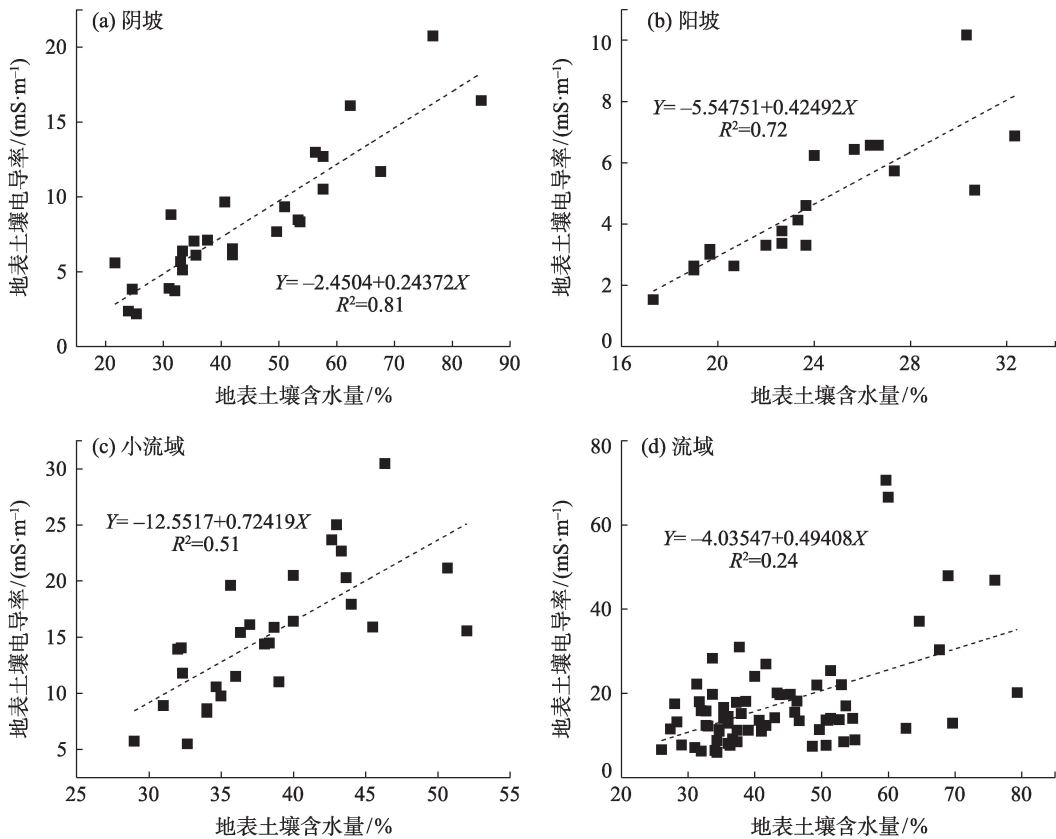 (a) 阴坡
地表土壤电导率/(mS·m⁻¹)
20
15
10
5
0
Y= –2.4504+0.24372X
R²=0.81
20 30 40 50 60 70 80 90
地表土壤含水量/%
(b) 阳坡
地表土壤电导率/(mS·m⁻¹)
10
8
6
4
2
0
Y= –5.54751+0.42492X
R²=0.72
16 20 24 28 32
地表土壤含水量/%
(c) 小流域
地表土壤电导率/(mS·m⁻¹)
30
25
20
15
10
5
Y= –12.5517+0.72419X
R²=0.51
25 30 35 40 45 50 55
地表土壤含水量/%
(d) 流域
地表土壤电导率/(mS·m⁻¹)
80
60
40
20
0
Y= –4.03547+0.49408X
R²=0.24
20 30 40 50 60 70 80
地表土壤含水量/%